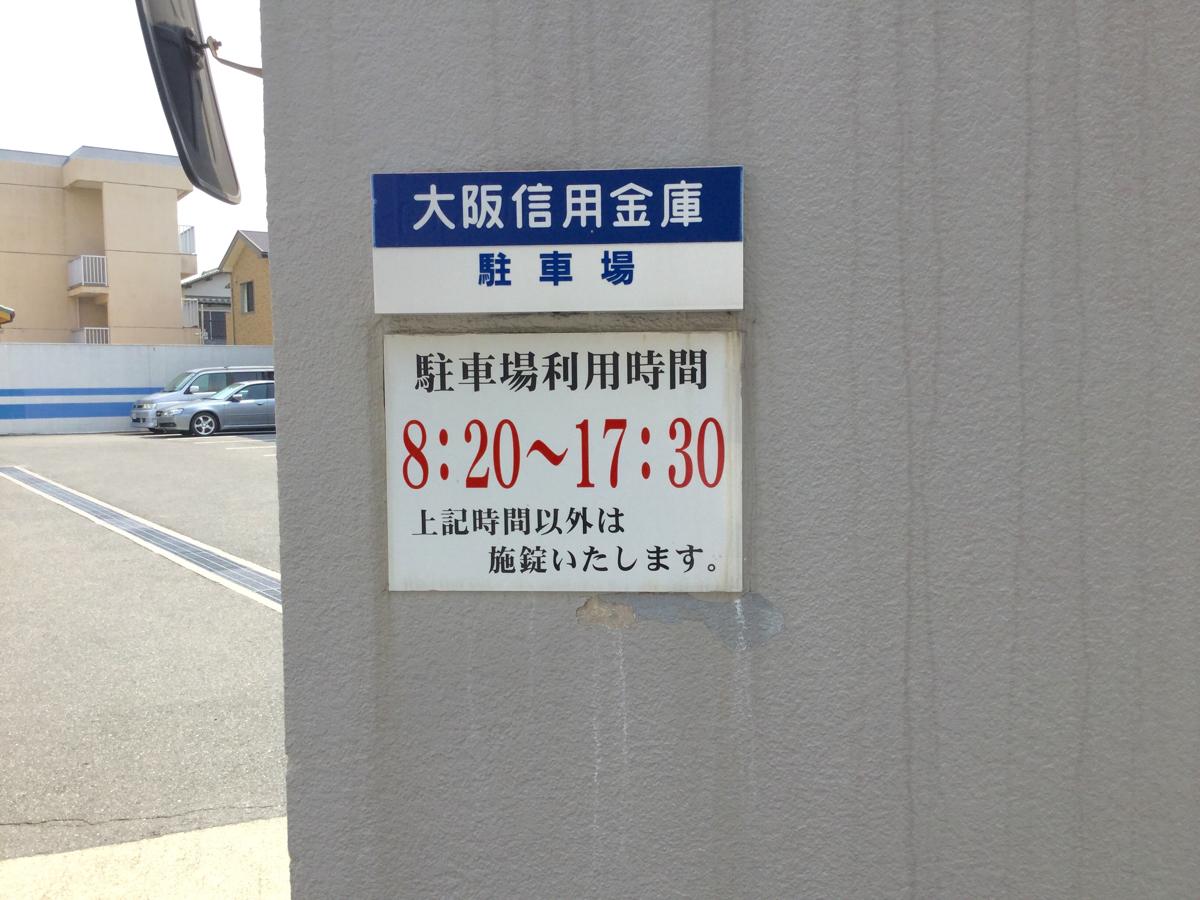 大阪信用金庫
駐車場
駐車場利用時間
8:20〜17:30
上記時間以外は
施錠いたします。